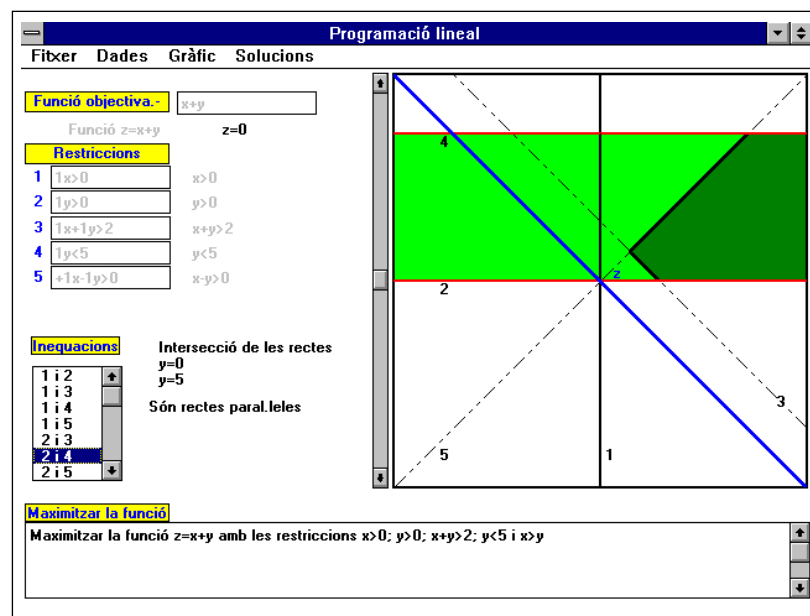 Programació lineal
Fitxer Dades Gràfic Solucions
Funció objectiva.- x+y
Funció z=x+y z=0
Restriccions
1 1x>0 x>0
2 1y>0 y>0
3 1x+1y>2 x+y>2
4 1y<5 y<5
5 +1x-1y>0 x-y>0
Inequacions
1 i 2
1 i 3
1 i 4
1 i 5
2 i 3
2 i 4
2 i 5
Intersecció de les rectes
y=0
y=5
Són rectes paral.leles
4
z
2
3
5
1
Maximitzar la funció
Maximitzar la funció z=x+y amb les restriccions x>0; y>0; x+y>2; y<5 i x>y